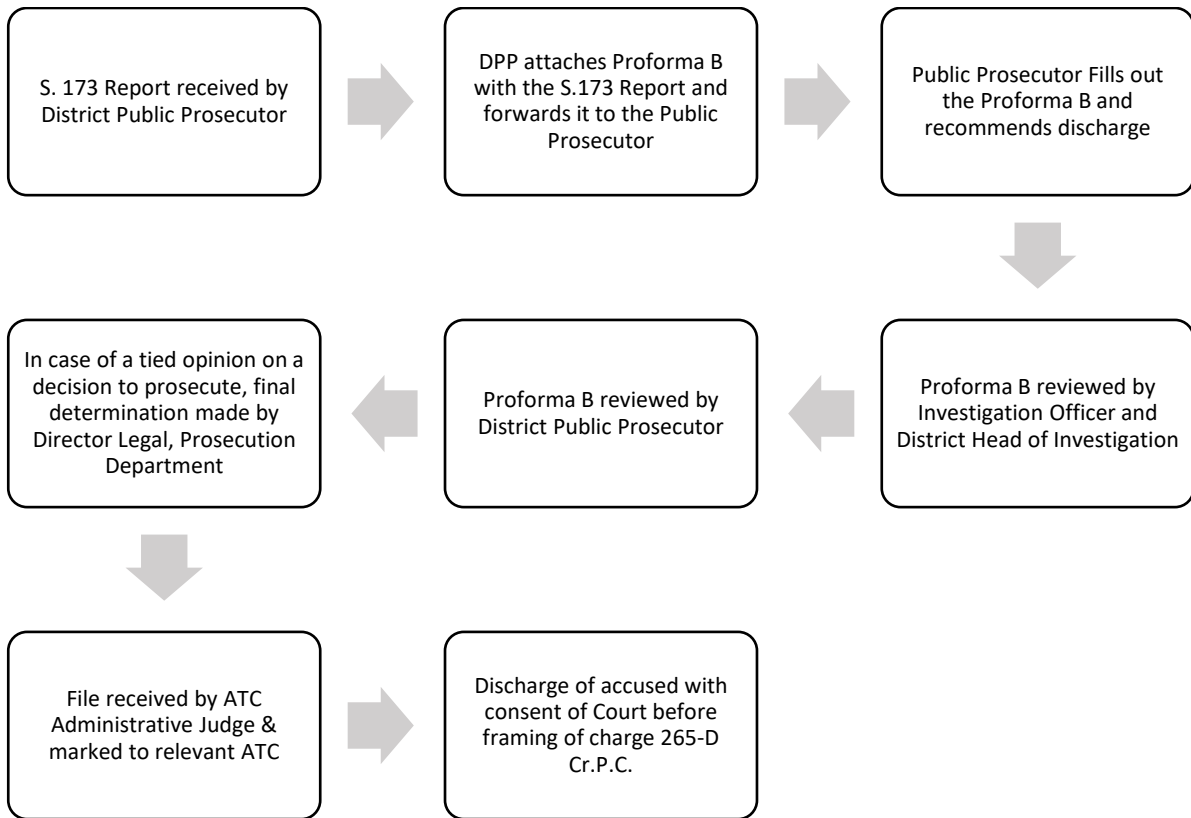 S. 173 Report received by
District Public Prosecutor
DPP attaches Proforma B
with the S.173 Report and
forwards it to the Public
Prosecutor
Public Prosecutor Fills out
the Proforma B and
recommends discharge
Proforma B reviewed by
Investigation Officer and
District Head of Investigation
Proforma B reviewed by
District Public Prosecutor
In case of a tied opinion on a
decision to prosecute, final
determination made by
Director Legal, Prosecution
Department
File received by ATC
Administrative Judge &
marked to relevant ATC
Discharge of accused with
consent of Court before
framing of charge 265-D
Cr.P.C.